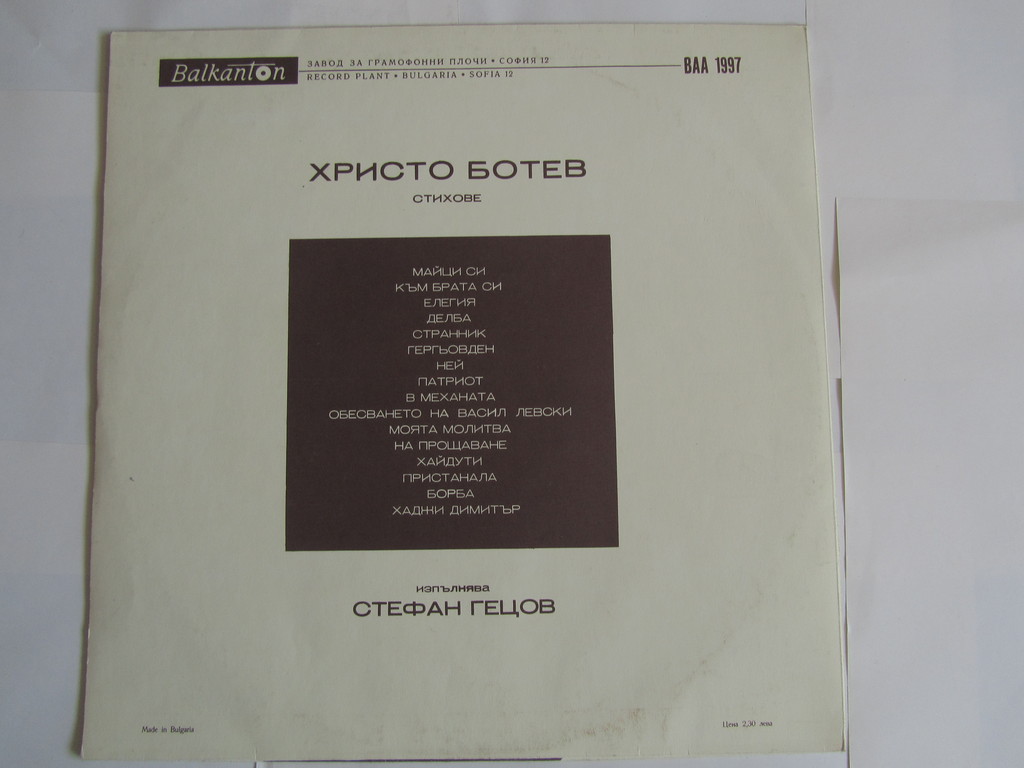 Balkanton
ЗАВОД ЗА ГРАМОФОННИ ПЛОЧИ • СОФИЯ 12
RECORD PLANT • BULGARIA • SOFIA 12
ВАА 1997
ХРИСТО БОТЕВ
СТИХОВЕ
МАЙЦИ СИ
КЪМ БРАТА СИ
ЕЛЕГИЯ
ДЕЛБА
СТРАННИК
ГЕРГЬОВДЕН
НЕЙ
ПАТРИОТ
В МЕХАНАТА
ОБЕСВАНЕТО НА ВАСИЛ ЛЕВСКИ
МОЯТА МОЛИТВА
НА ПРОЩАВАНЕ
ХАЙДУТИ
ПРИСТАНАЛА
БОРБА
ХАДЖИ ДИМИТЪР
изпълнява
СТЕФАН ГЕЦОВ
Made in Bulgaria
Цена 2,30 лева